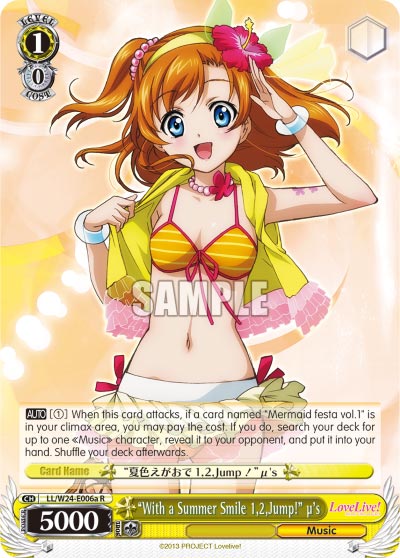 LEVEL
1
0
COST
SAMPLE
AUTO [①] When this card attacks, if a card named "Mermaid festa vol.1" is
in your climax area, you may pay the cost. If you do, search your deck for
up to one «Music» character, reveal it to your opponent, and put it into your
hand. Shuffle your deck afterwards.
Card Name
"夏色えがおで 1,2,Jump！"μ's
CH LL/W24-E006a R
"With a Summer Smile 1,2,Jump!" μ's
LoveLive!
POWER
5000
SOUL
Music
©2013 PROJECT Lovelive!